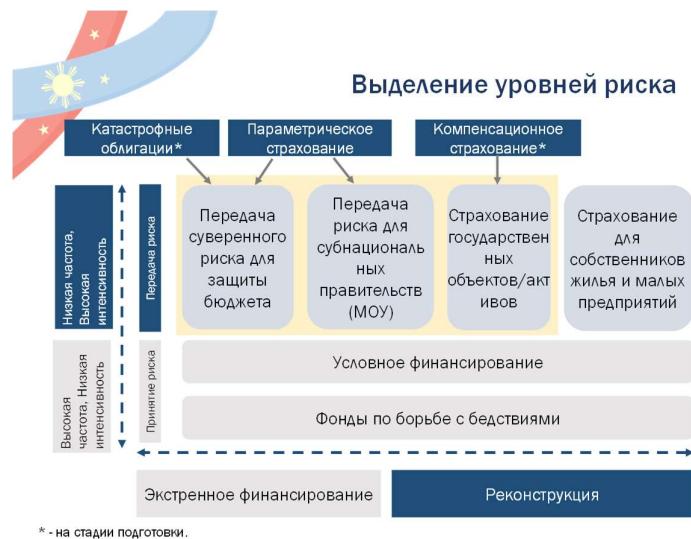 Выделение уровней риска
Катастрофные
облигации*
Параметрическое
страхование
Компенсационное
страхование*
Низкая частота,
Высокая
интенсивность
Передача риска
Передача
суверенного
риска для
защиты
бюджета
Передача
риска для
субнациональ
ных
правительств
(МОУ)
Страхование
государствен
ных
объектов/акт
ивов
Страхование
для
собственников
жилья и малых
предприятий
Высокая
частота, Низкая
интенсивность
Принятие риска
Условное финансирование
Фонды по борьбе с бедствиями
Экстренное финансирование
Реконструкция
* - на стадии подготовки.